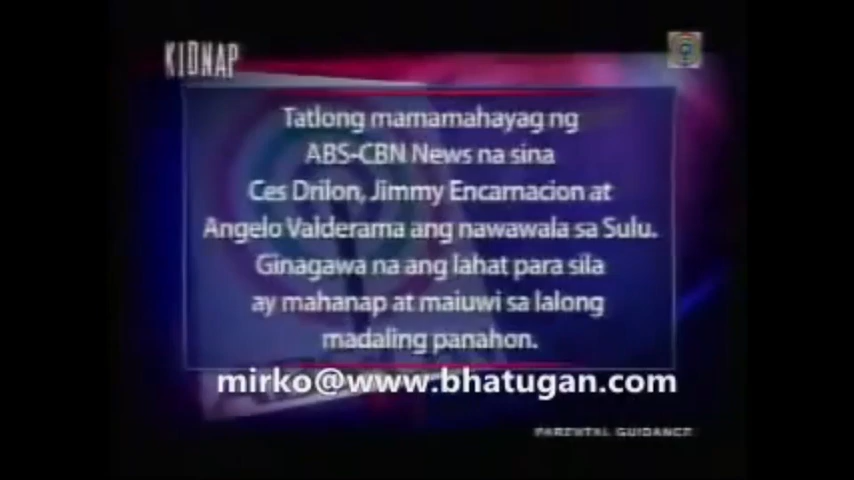 KIDNAP
Tatlong mamamahayag ng
ABS-CBN News na sina
Ces Drilon, Jimmy Encarnacion at
Angelo Valderama ang nawawala sa Sulu.
Ginagawa na ang lahat para sila
ay mahanap at maiuwi sa lalong
madaling panahon.
mirko@www.bhatugan.com
PARENTAL GUIDANCE